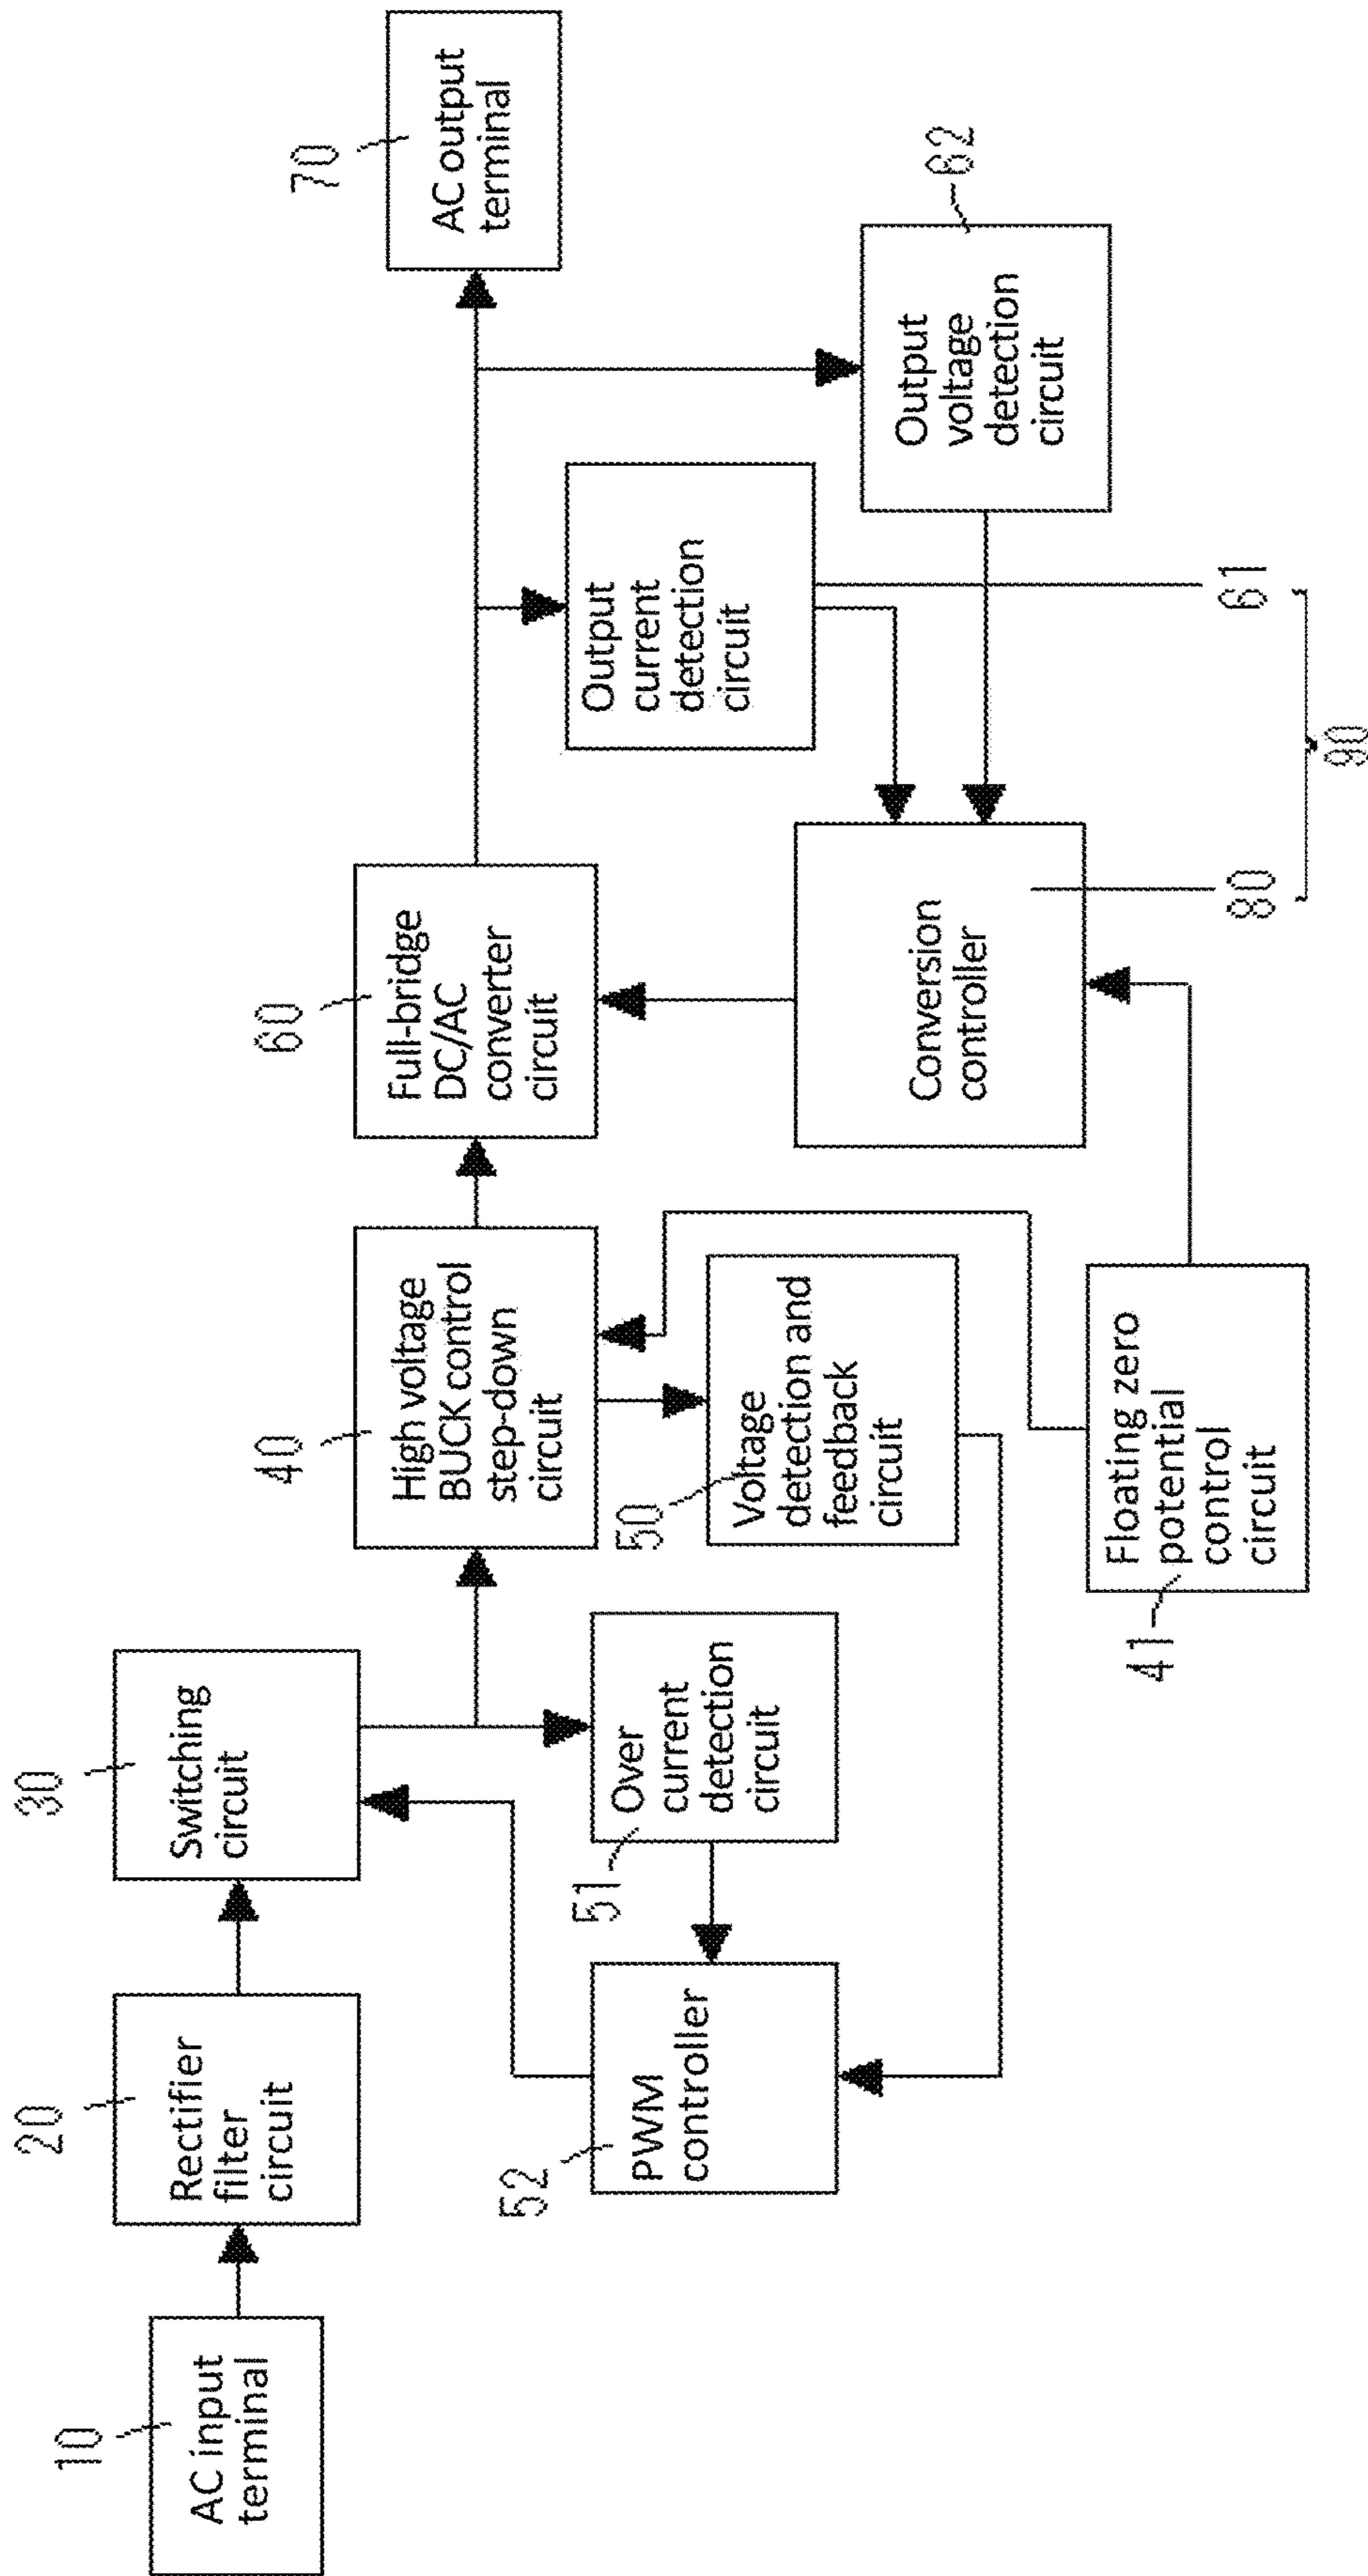 10
AC input
terminal
20
Rectifier
filter
circuit
30
Switching
circuit
40
High voltage
BUCK control
step-down
circuit
60
Full-bridge
DC/AC
converter
circuit
70
AC output
terminal
52
PWM
controller
51
Over
current
detection
circuit
50
Voltage
detection and
feedback
circuit
Output
current
detection
circuit
Output
voltage
detection
circuit
62
Conversion
controller
41
Floating zero
potential
control
circuit
80
61
90